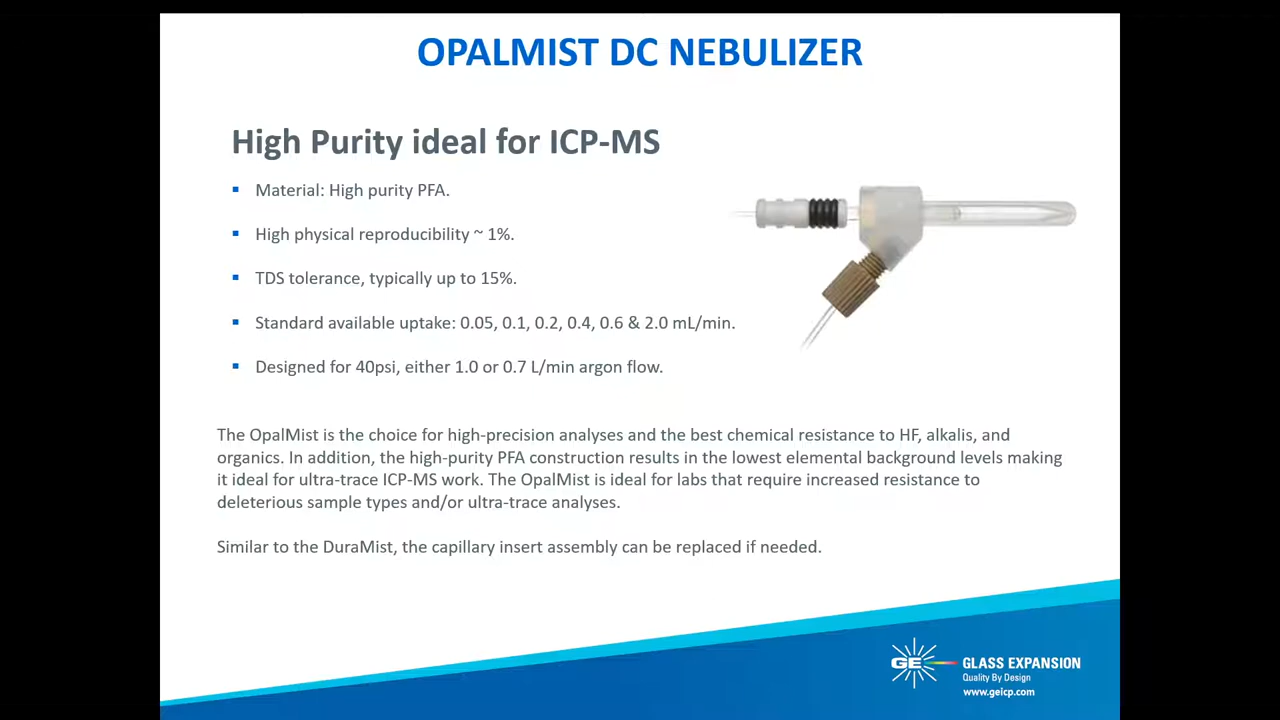 OPALMIST DC NEBULIZER
High Purity ideal for ICP-MS
▪ Material: High purity PFA.
▪ High physical reproducibility ~ 1%.
▪ TDS tolerance, typically up to 15%.
▪ Standard available uptake: 0.05, 0.1, 0.2, 0.4, 0.6 & 2.0 mL/min.
▪ Designed for 40psi, either 1.0 or 0.7 L/min argon flow.
The OpalMist is the choice for high-precision analyses and the best chemical resistance to HF, alkalis, and
organics. In addition, the high-purity PFA construction results in the lowest elemental background levels making
it ideal for ultra-trace ICP-MS work. The OpalMist is ideal for labs that require increased resistance to
deleterious sample types and/or ultra-trace analyses.
Similar to the DuraMist, the capillary insert assembly can be replaced if needed.
GE
GLASS EXPANSION
Quality By Design
www.geicp.com